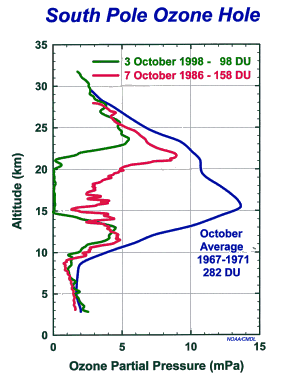 South Pole Ozone Hole
35
30
25
20
15
10
5
0
Altitude (km)
3 October 1998 - 98 DU
7 October 1986 - 158 DU
October
Average
1967-1971
282 DU
NOAA/CMDL
0
5
10
15
Ozone Partial Pressure (mPa)